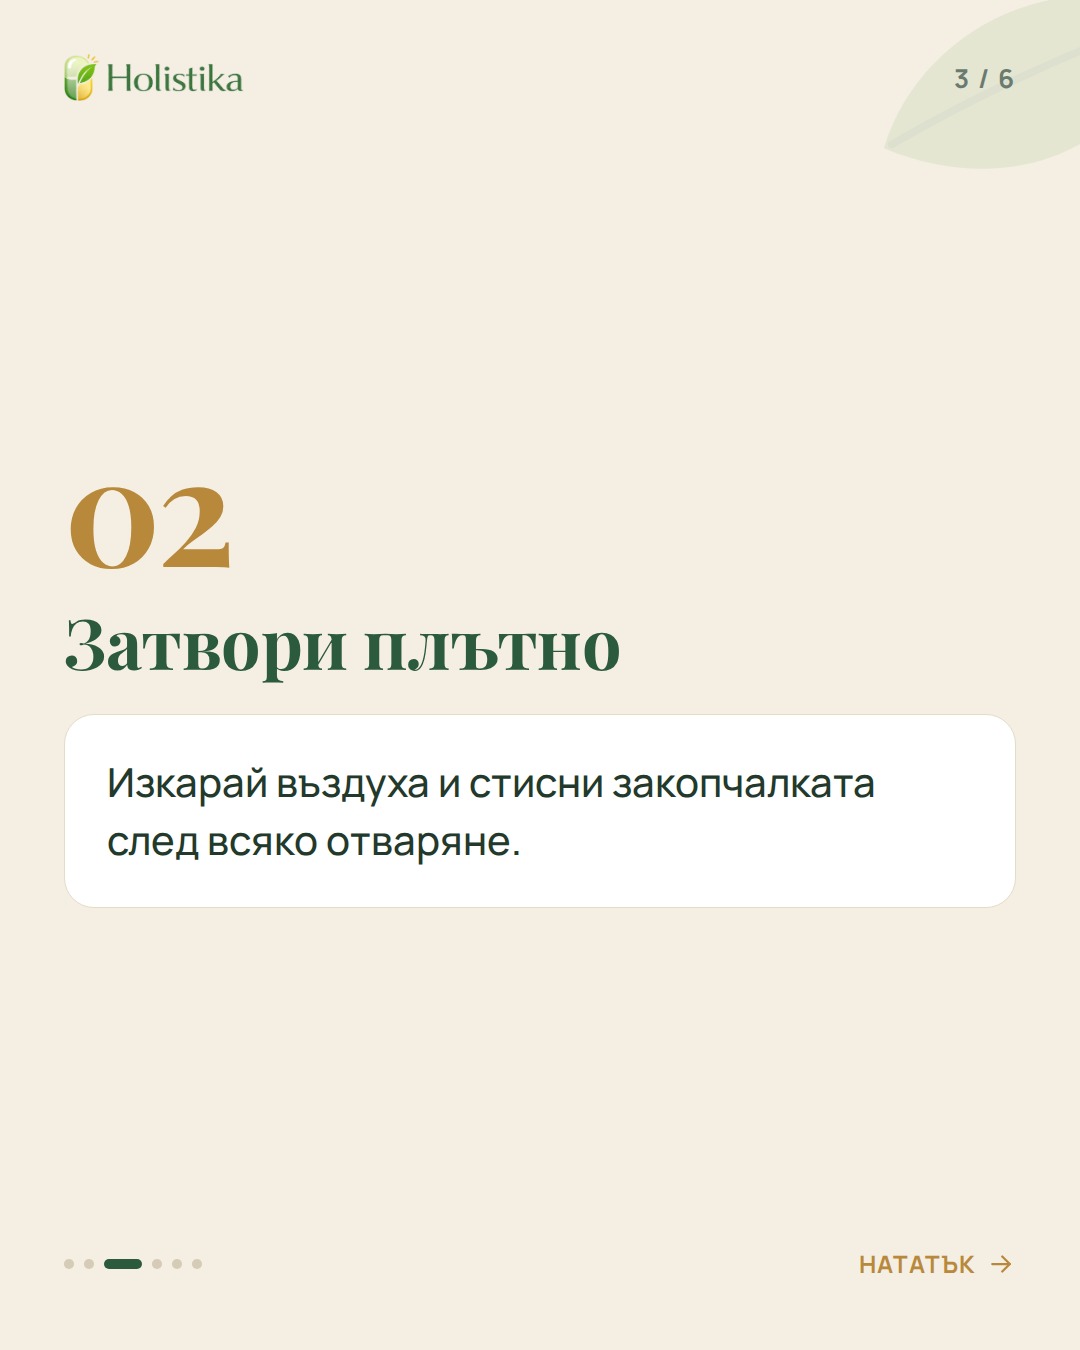 Holistika
3 / 6
02
Затвори плътно
Изкарай въздуха и стисни закопчалката
след всяко отваряне.
НАТАТЪК →